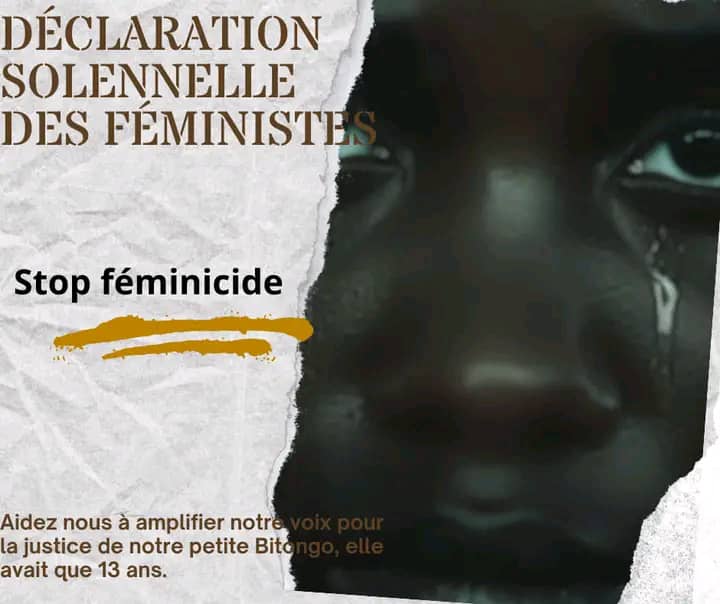 DÉCLARATION
SOLENNELLE
DES FÉMINISTES
Stop féminicide
Aidez nous à amplifier notre voix pour
la justice de notre petite Bitongo, elle
avait que 13 ans.